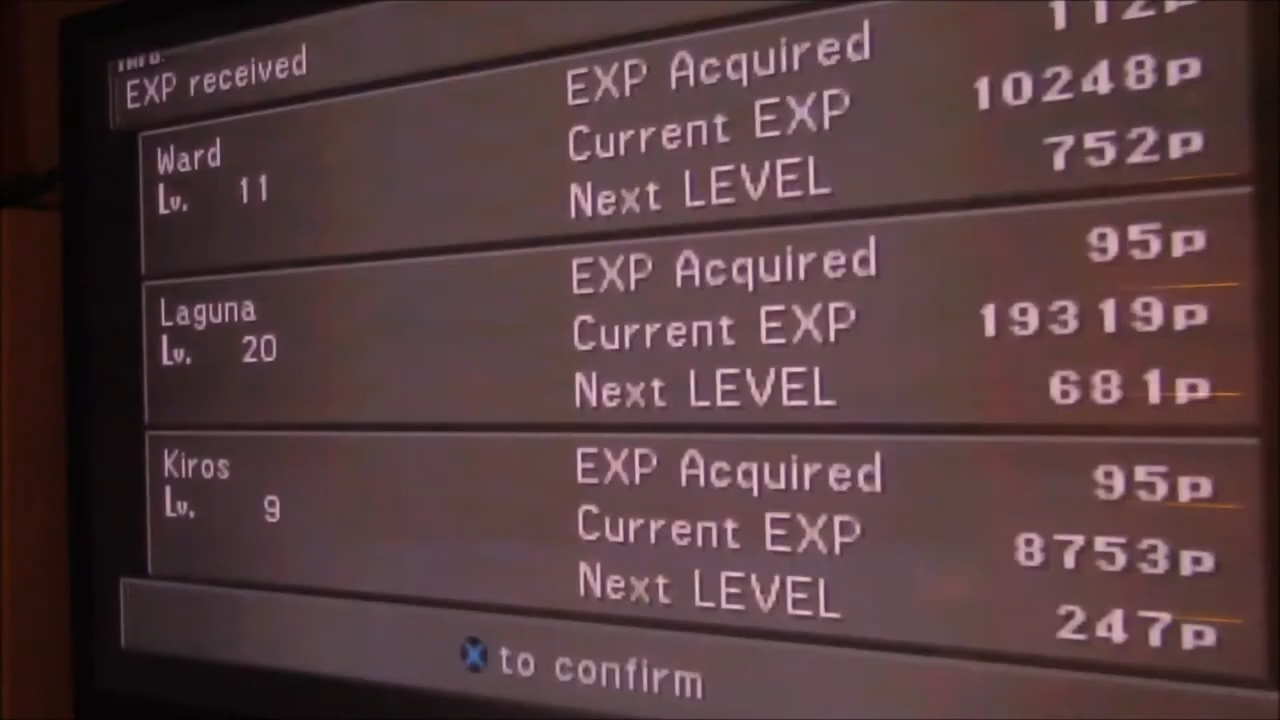 INFO.
EXP received
Ward
Lv. 11
EXP Acquired 112p
Current EXP 10248p
Next LEVEL 752p
Laguna
Lv. 20
EXP Acquired 95p
Current EXP 19319p
Next LEVEL 681p
Kiros
Lv. 9
EXP Acquired 95p
Current EXP 8753p
Next LEVEL 247p
to confirm